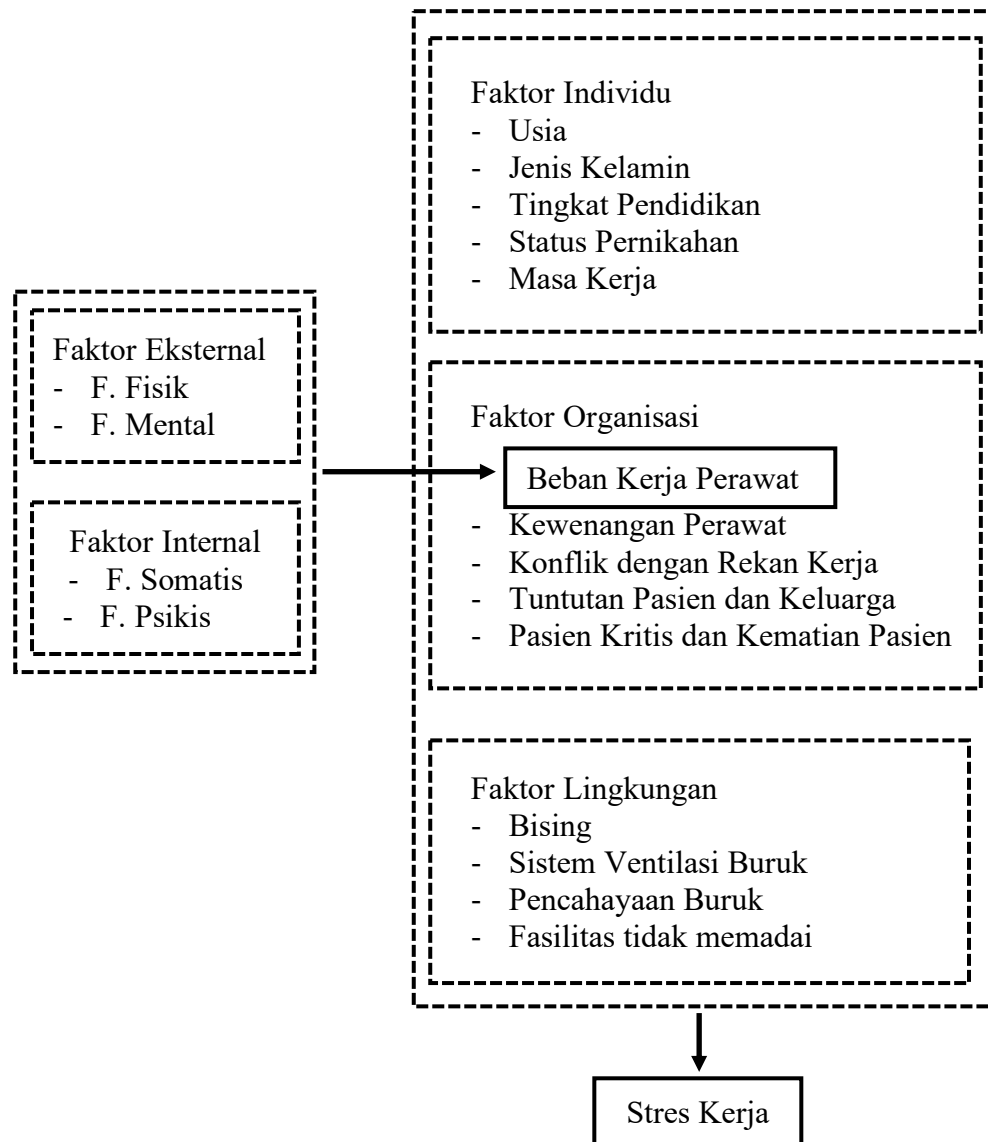 Faktor Individu
- Usia
- Jenis Kelamin
- Tingkat Pendidikan
- Status Pernikahan
- Masa Kerja
Faktor Eksternal
- F. Fisik
- F. Mental
Faktor Internal
- F. Somatis
- F. Psikis
Faktor Organisasi
Beban Kerja Perawat
- Kewenangan Perawat
- Konflik dengan Rekan Kerja
- Tuntutan Pasien dan Keluarga
- Pasien Kritis dan Kematian Pasien
Faktor Lingkungan
- Bising
- Sistem Ventilasi Buruk
- Pencahayaan Buruk
- Fasilitas tidak memadai
Stres Kerja